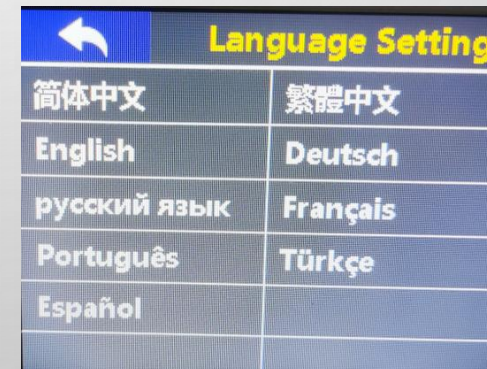 Language Setting
简体中文 繁體中文
English Deutsch
русский язык Français
Português Türkçe
Español